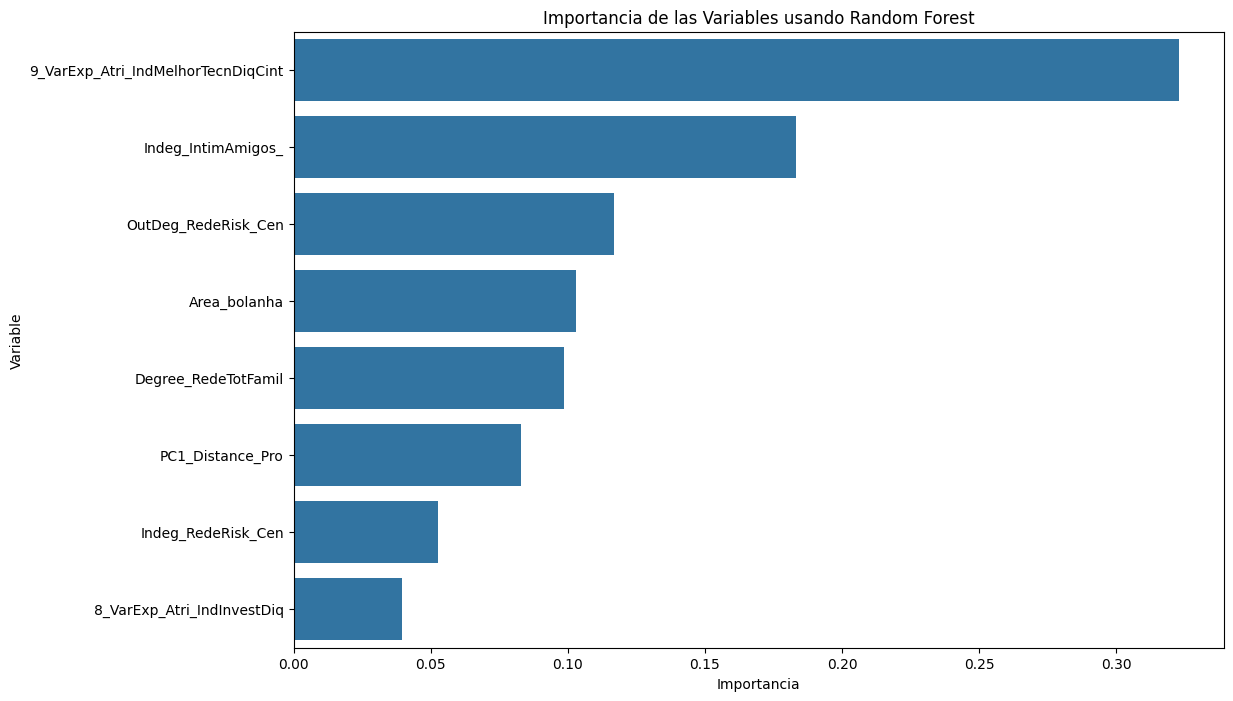 Importancia de las Variables usando Random Forest
Variable
9_VarExp_Atri_IndMelhorTecnDiqCint
Indeg_IntimAmigos_
OutDeg_RedeRisk_Cen
Area_bolanha
Degree_RedeTotFamil
PC1_Distance_Pro
Indeg_RedeRisk_Cen
8_VarExp_Atri_IndInvestDiq
0.00 0.05 0.10 0.15 0.20 0.25 0.30
Importancia